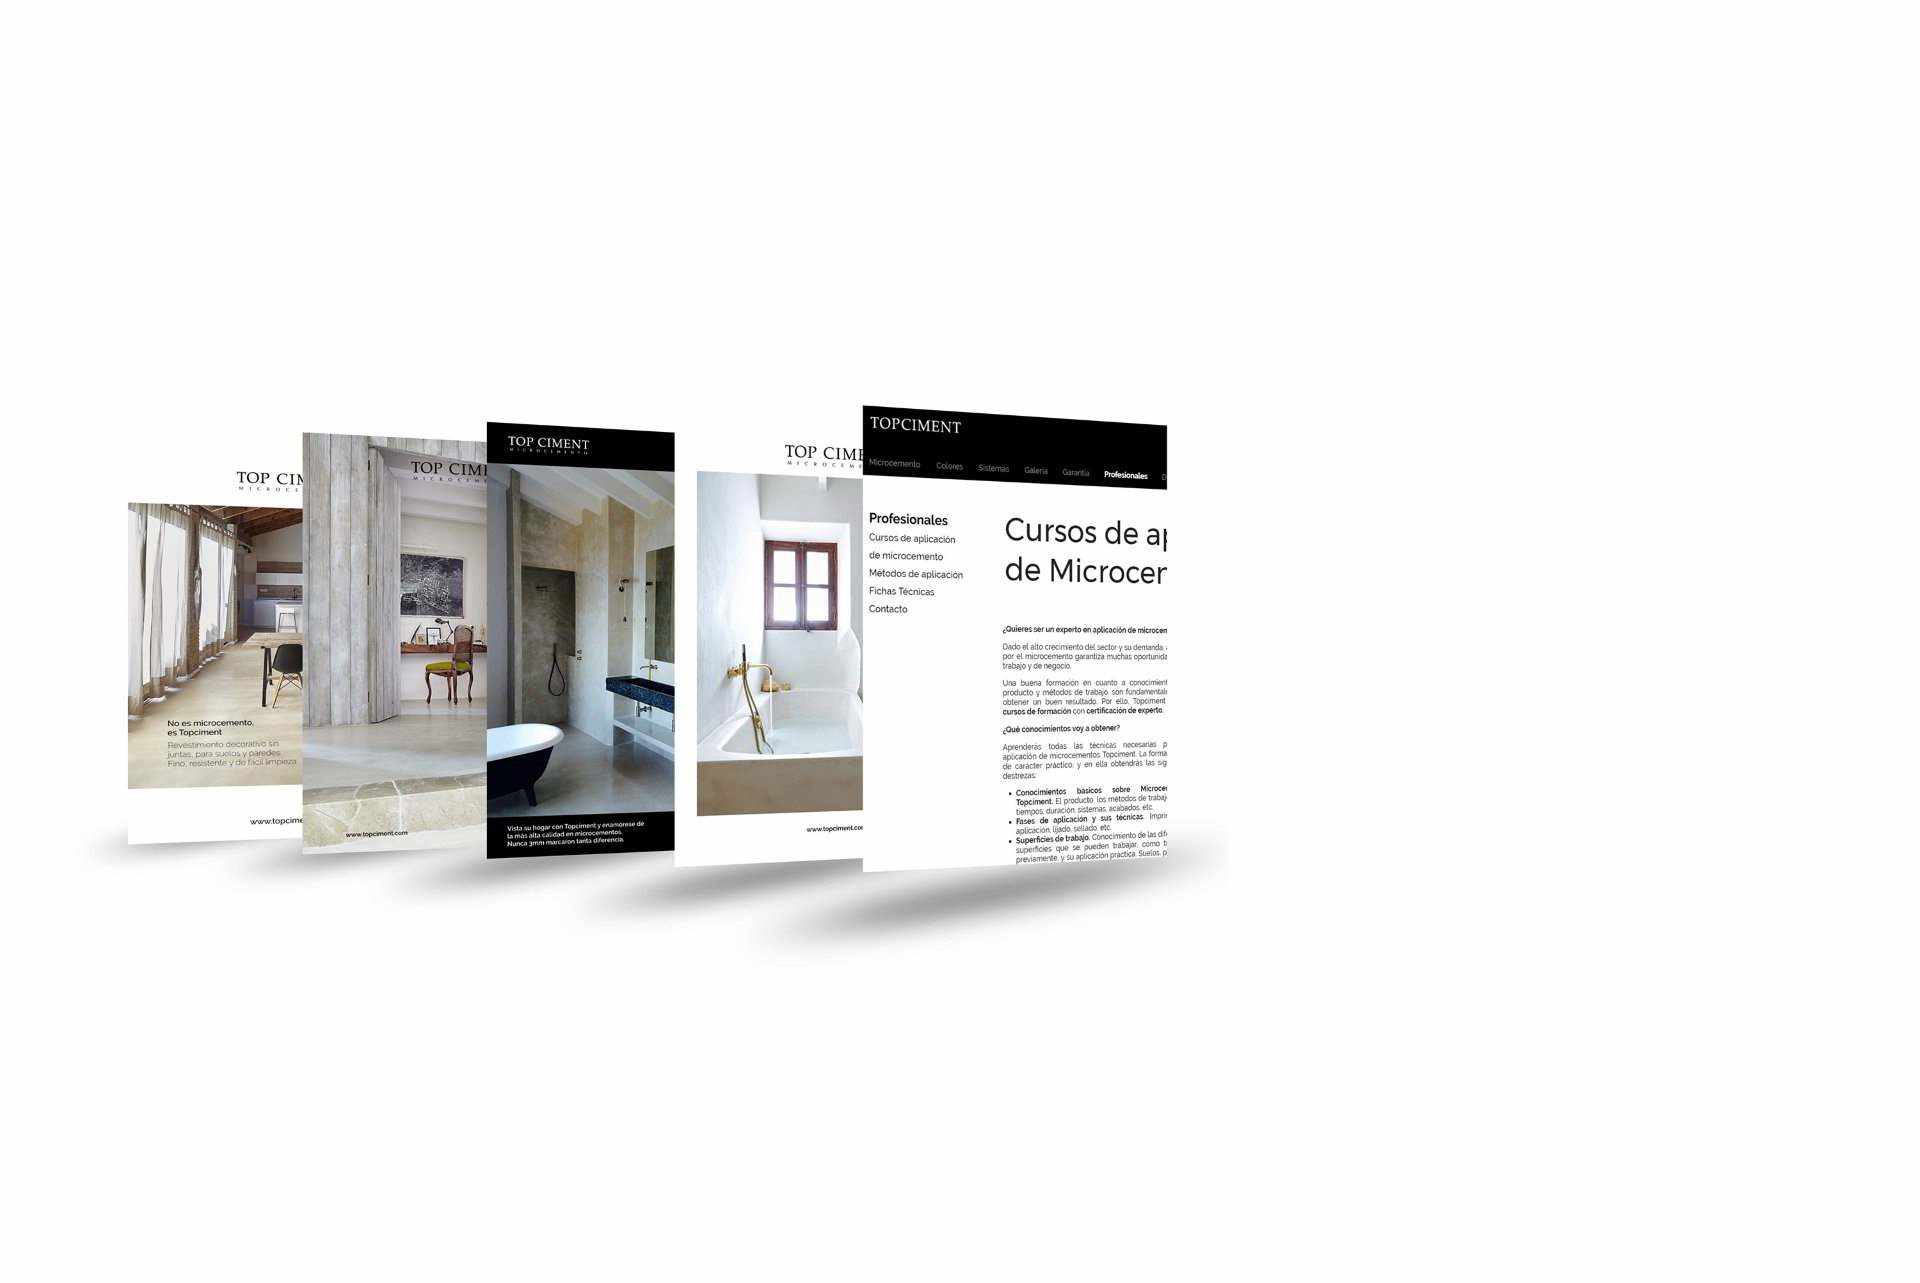 TOP CIM
MICROCE
No es microcemento,
es Topciment
Revestimiento decorativo sin
juntas, para suelos y paredes.
Fino, resistente y de fácil limpieza.
www.topcime
TOP CIME
MICROCEM
www.topciment.com
TOP CIMENT
MICROCEMENTO
Vista su hogar con Topciment y enamórese de
la más alta calidad en microcementos.
Nunca 3mm marcaron tanta diferencia.
TOP CIME
MICROCEME
www.topciment.co
TOPCIMENT
Microcemento Colores Sistemas Galería Garantía Profesionales D
Profesionales
Cursos de aplicación
de microcemento
Métodos de aplicación
Fichas Técnicas
Contacto
Cursos de ap
de Microcem
¿Quieres ser un experto en aplicación de microcem
Dado el alto crecimiento del sector y su demanda,
por el microcemento garantiza muchas oportunida
trabajo y de negocio.
Una buena formación en cuanto a conocimient
producto y métodos de trabajo, son fundamental
obtener un buen resultado. Por ello, Topciment
cursos de formación con certificación de experto.
¿Qué conocimientos voy a obtener?
Aprenderás todas las técnicas necesarias p
aplicación de microcementos Topciment. La forma
de carácter práctico, y en ella obtendrás las sig
destrezas:
Conocimientos básicos sobre Microce
Topciment. El producto, los métodos de trabaj
tiempos, duración, sistemas, acabados, etc.
Fases de aplicación y sus técnicas. Impri
aplicación, lijado, sellado, etc.
Superficies de trabajo. Conocimiento de las dif
superficies que se pueden trabajar, como t
previamente, y su aplicación práctica. Suelos, p